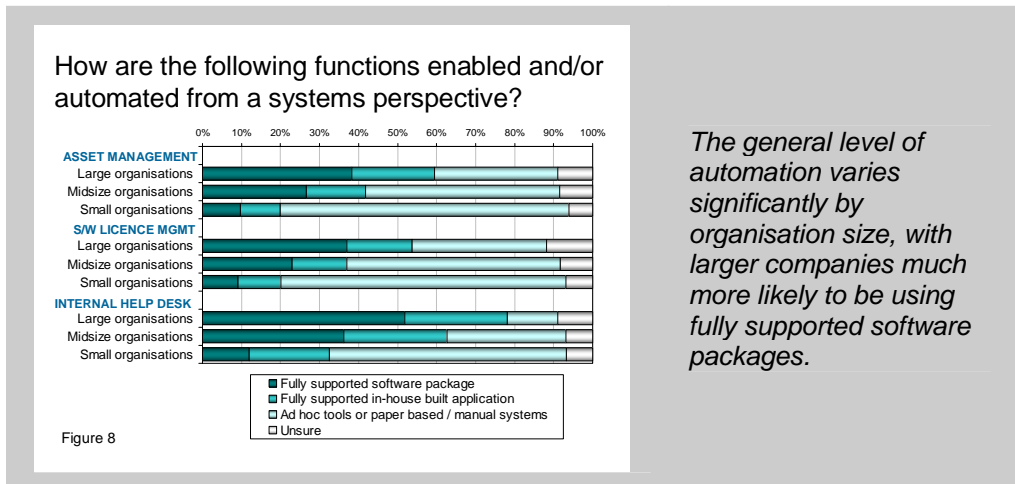 How are the following functions enabled and/or
automated from a systems perspective?
0% 10% 20% 30% 40% 50% 60% 70% 80% 90% 100%
ASSET MANAGEMENT
Large organisations
Midsize organisations
Small organisations
S/W LICENCE MGMT
Large organisations
Midsize organisations
Small organisations
INTERNAL HELP DESK
Large organisations
Midsize organisations
Small organisations
Fully supported software package
Fully supported in-house built application
Ad hoc tools or paper based / manual systems
Unsure
Figure 8
The general level of
automation varies
significantly by
organisation size, with
larger companies much
more likely to be using
fully supported software
packages.